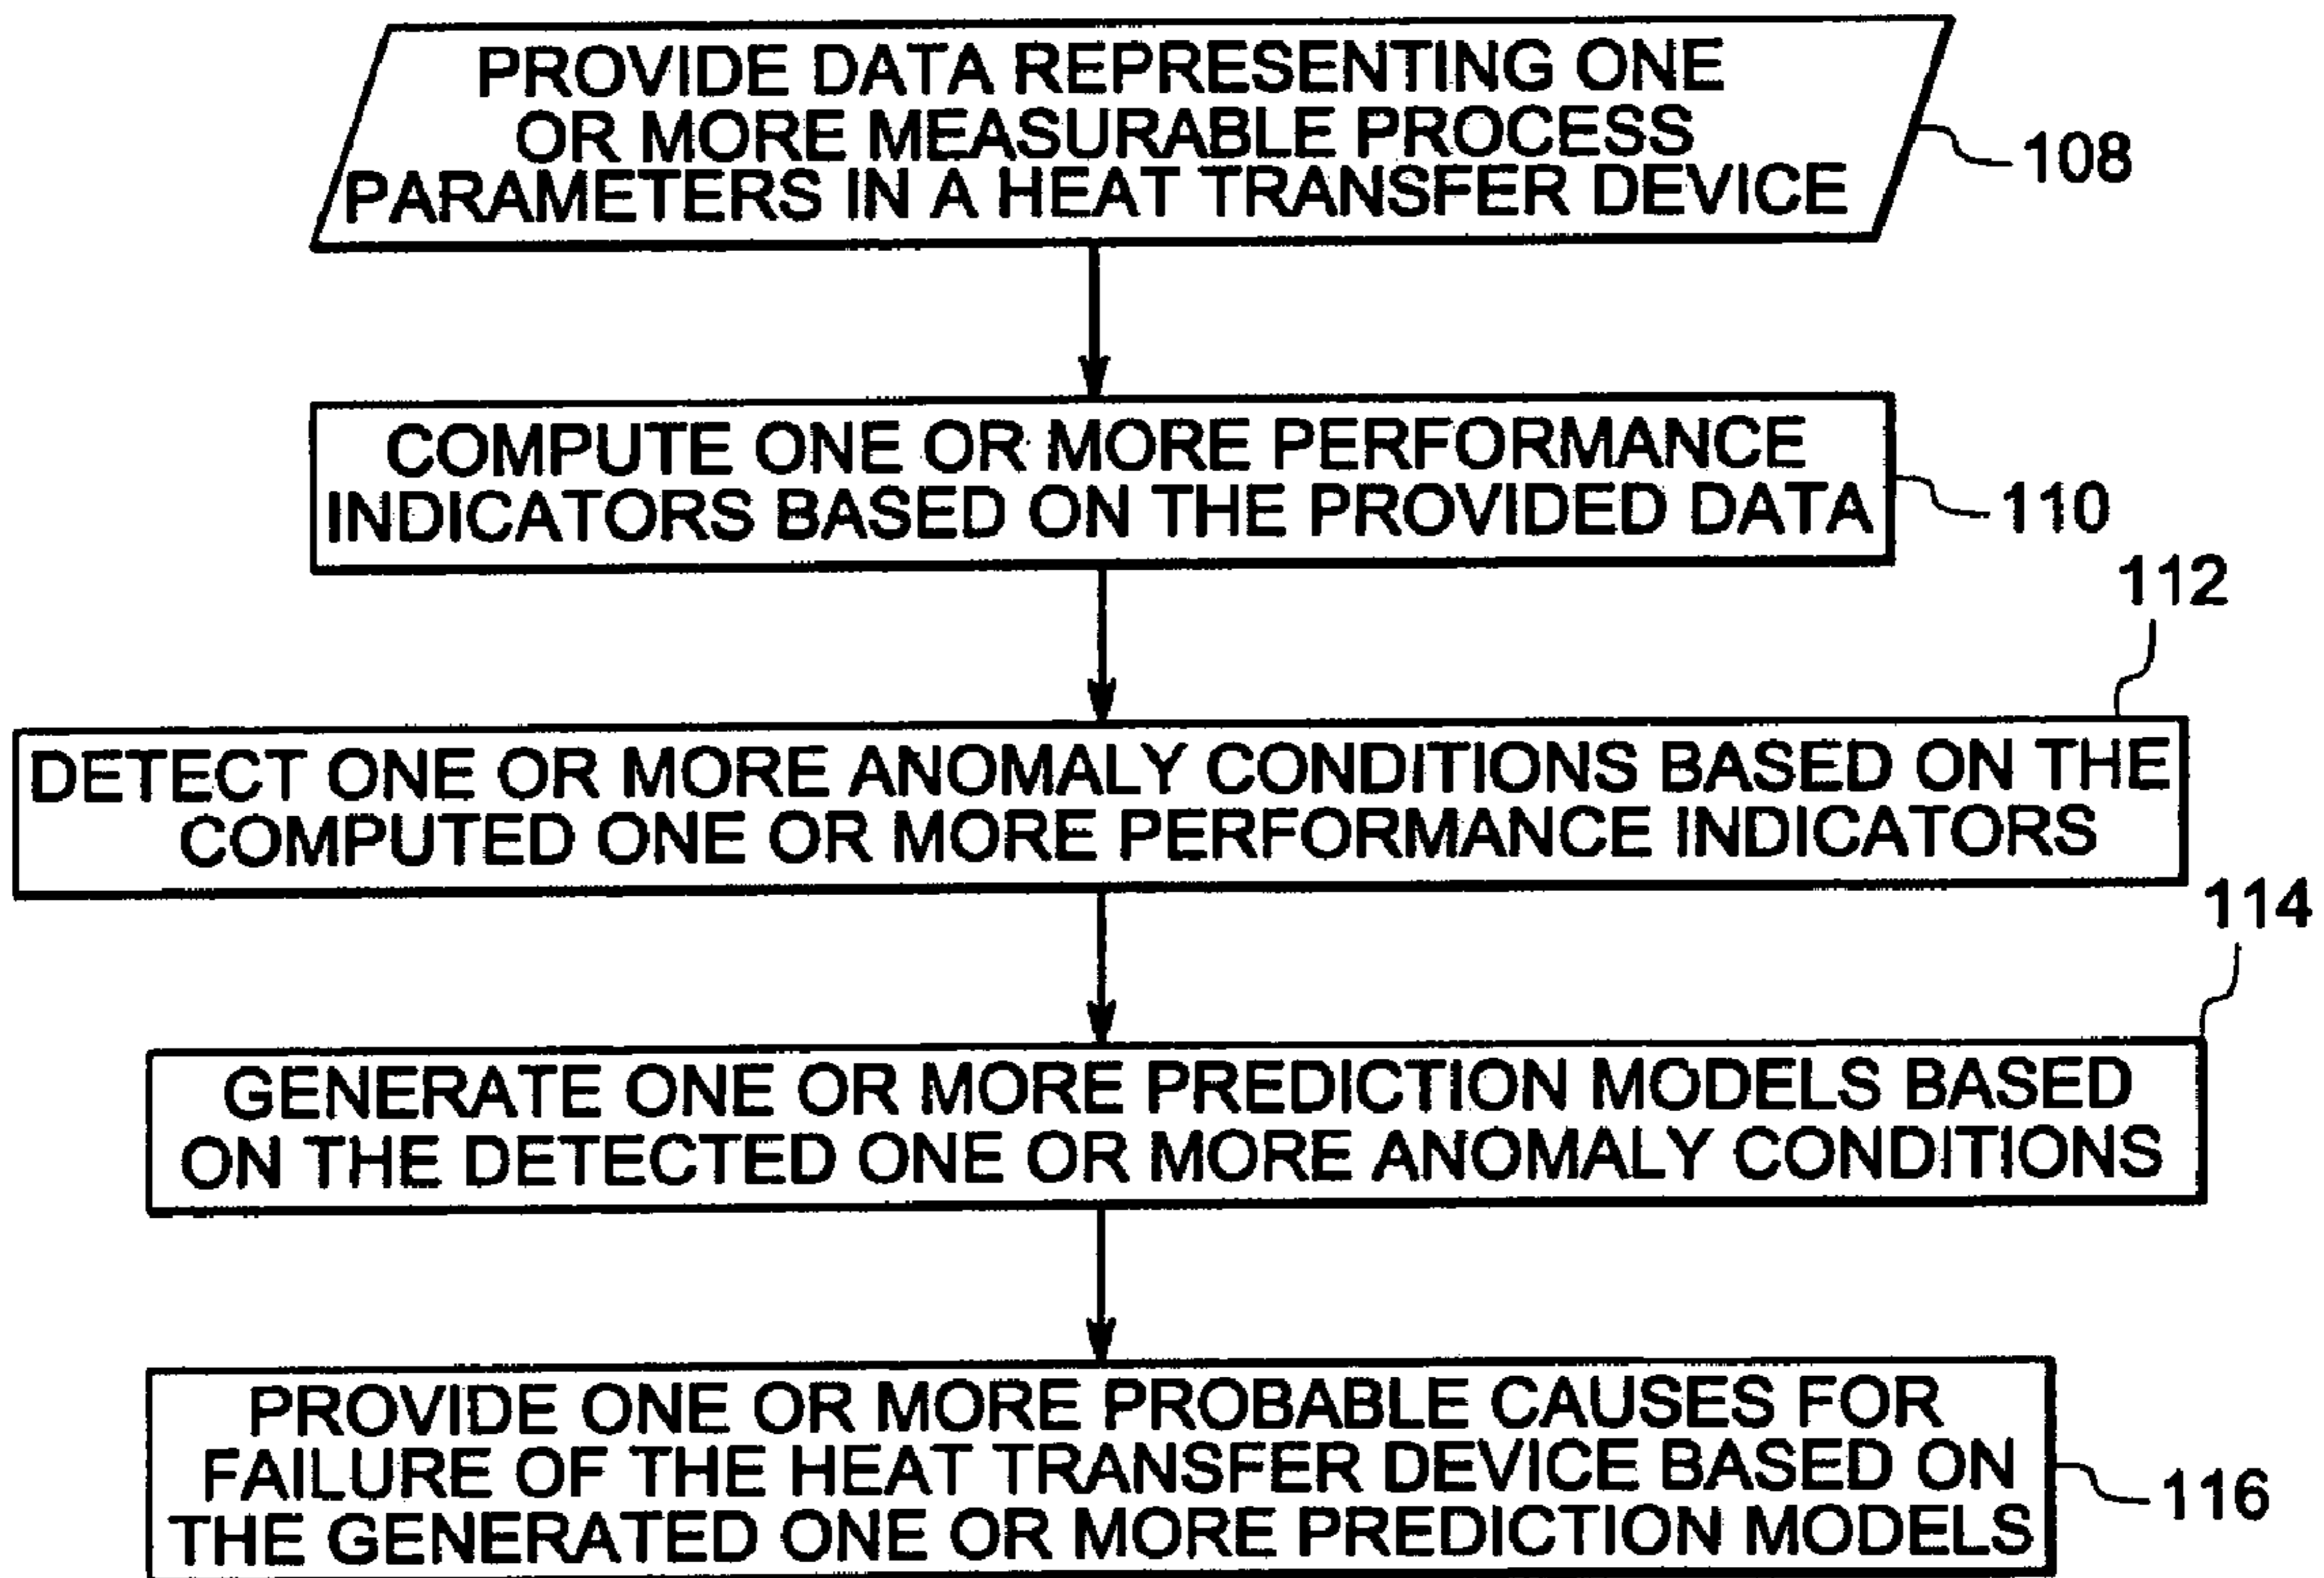 PROVIDE DATA REPRESENTING ONE
OR MORE MEASURABLE PROCESS
PARAMETERS IN A HEAT TRANSFER DEVICE
108
COMPUTE ONE OR MORE PERFORMANCE
INDICATORS BASED ON THE PROVIDED DATA
110
112
DETECT ONE OR MORE ANOMALY CONDITIONS BASED ON THE
COMPUTED ONE OR MORE PERFORMANCE INDICATORS
114
GENERATE ONE OR MORE PREDICTION MODELS BASED
ON THE DETECTED ONE OR MORE ANOMALY CONDITIONS
PROVIDE ONE OR MORE PROBABLE CAUSES FOR
FAILURE OF THE HEAT TRANSFER DEVICE BASED ON
THE GENERATED ONE OR MORE PREDICTION MODELS
116